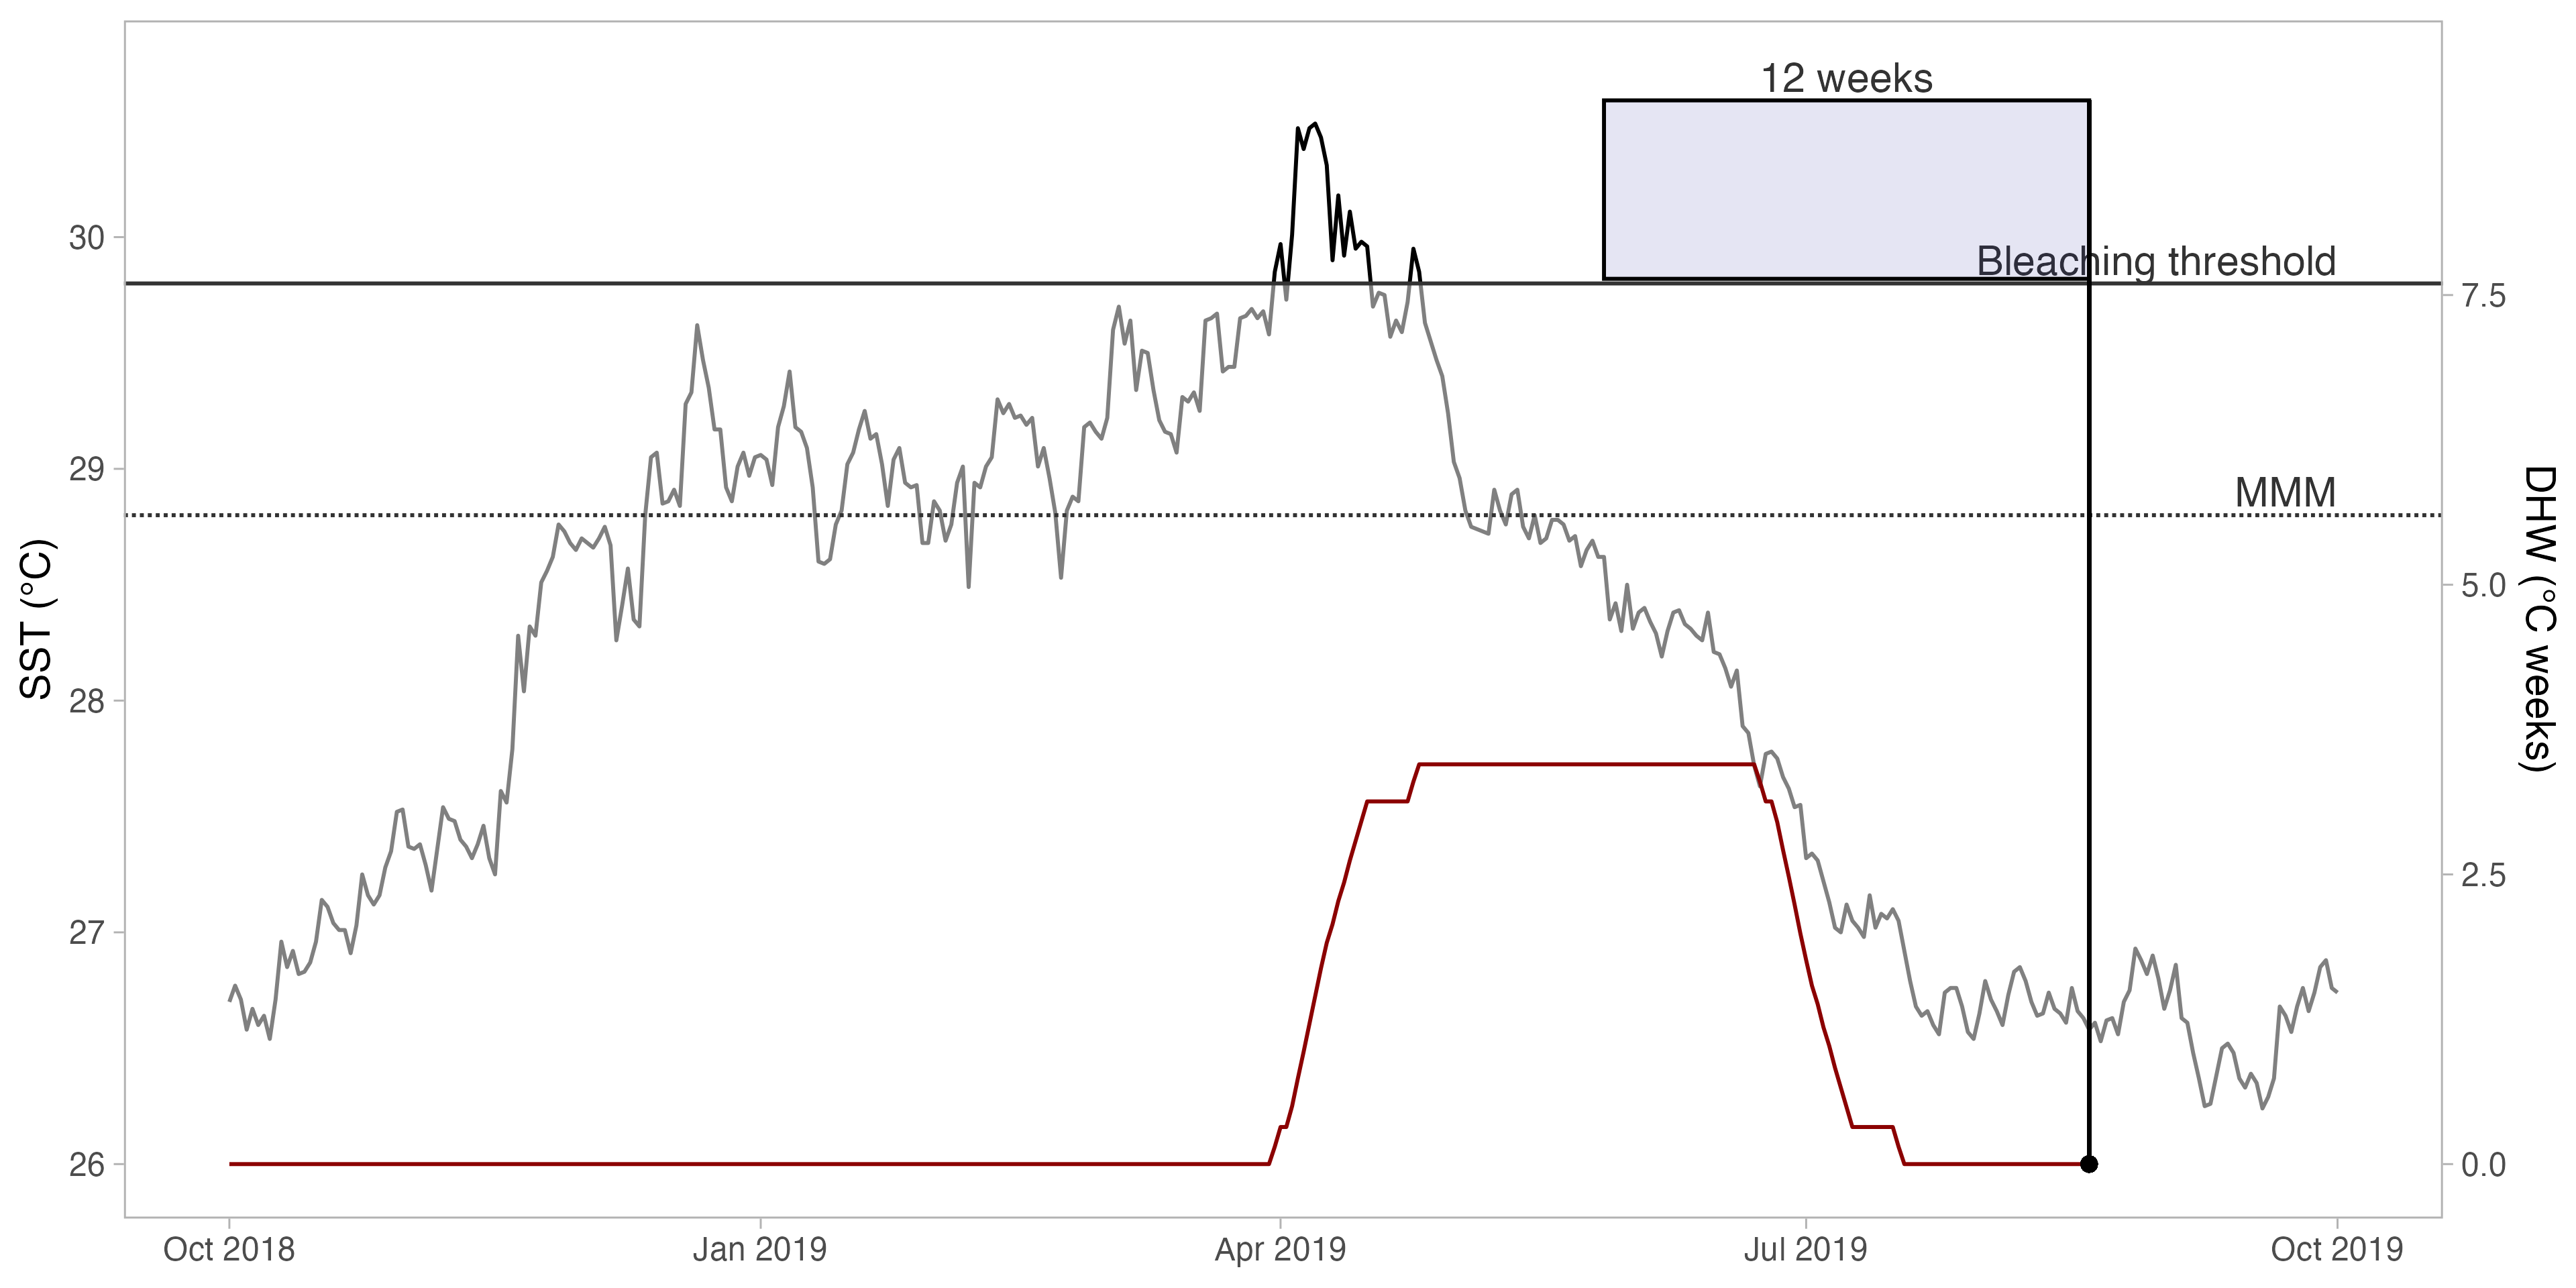 12 weeks
Bleaching threshold
MMM
SST (°C)
30
29
28
27
26
DHW (°C weeks)
7.5
5.0
2.5
0.0
Oct 2018
Jan 2019
Apr 2019
Jul 2019
Oct 2019